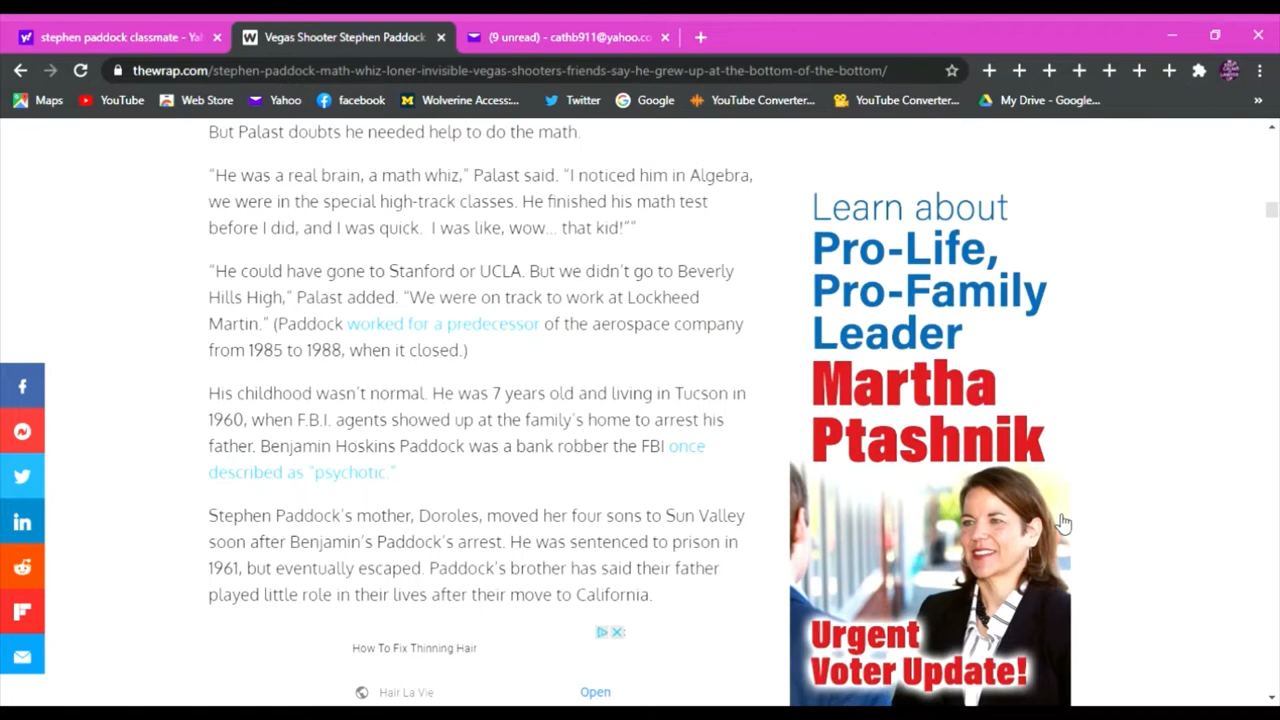 stephen paddock classmate - Yal
Vegas Shooter Stephen Paddock
(9 unread) - cathb911@yahoo.co
thewrap.com/stephen-paddock-math-whiz-loner-invisible-vegas-shooters-friends-say-he-grew-up-at-the-bottom-of-the-bottom/
Maps YouTube Web Store Yahoo facebook Wolverine Access:... Twitter Google YouTube Converter... YouTube Converter... My Drive - Google... »
But Palast doubts he needed help to do the math.
“He was a real brain, a math whiz,” Palast said. “I noticed him in Algebra,
we were in the special high-track classes. He finished his math test
before I did, and I was quick. I was like, wow… that kid!”“
“He could have gone to Stanford or UCLA. But we didn’t go to Beverly
Hills High,” Palast added. “We were on track to work at Lockheed
Martin.” (Paddock worked for a predecessor of the aerospace company
from 1985 to 1988, when it closed.)
His childhood wasn’t normal. He was 7 years old and living in Tucson in
1960, when F.B.I. agents showed up at the family’s home to arrest his
father. Benjamin Hoskins Paddock was a bank robber the FBI once
described as “psychotic.”
Stephen Paddock’s mother, Doroles, moved her four sons to Sun Valley
soon after Benjamin’s Paddock’s arrest. He was sentenced to prison in
1961, but eventually escaped. Paddock’s brother has said their father
played little role in their lives after their move to California.
How To Fix Thinning Hair
Hair La Vie
Open
Learn about
Pro-Life,
Pro-Family
Leader
Martha
Ptashnik
Urgent
Voter Update!